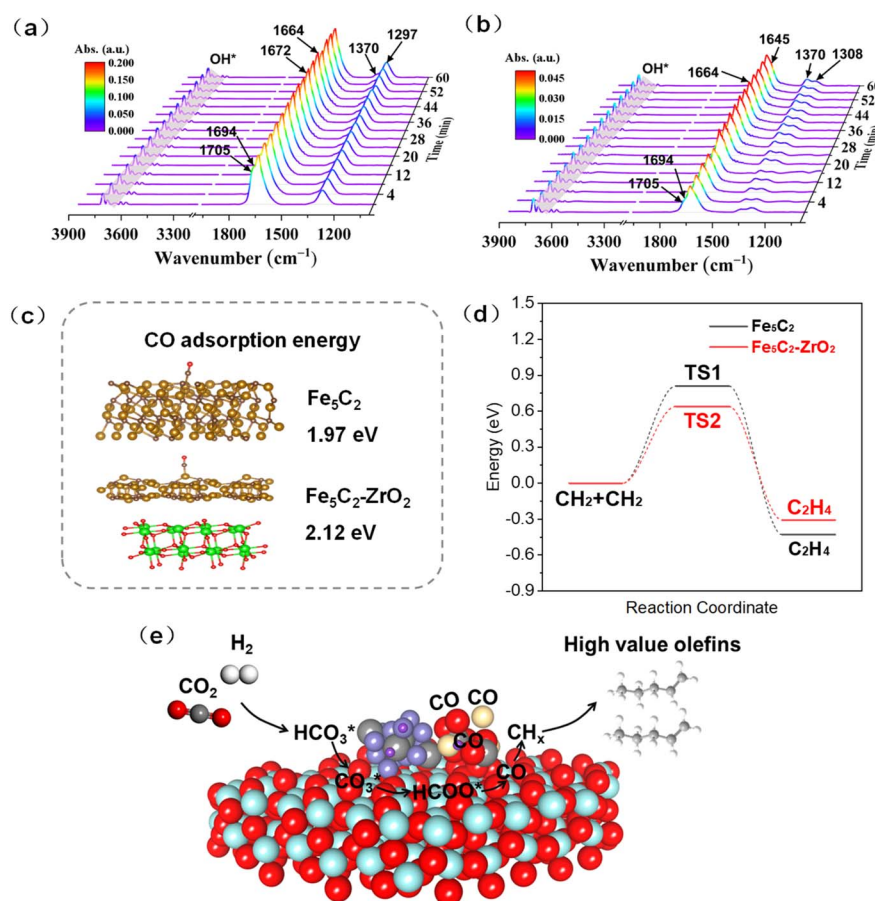 (a)
Abs. (a.u.)
0.200
0.150
0.100
0.050
0.000
OH*
1664
1672
1370
1297
1694
1705
60
52
44
36
28
20
12
4
Time (min)
3900
3600
3300
1800
1500
1200
Wavenumber (cm⁻¹)
(b)
Abs. (a.u.)
0.045
0.030
0.015
0.000
OH*
1645
1664
1370
1308
1694
1705
60
52
44
36
28
20
12
4
Time (min)
3900
3600
3300
1800
1500
1200
Wavenumber (cm⁻¹)
(c)
CO adsorption energy
Fe₅C₂
1.97 eV
Fe₅C₂-ZrO₂
2.12 eV
(d)
1.5
1.2
0.9
0.6
0.3
0.0
-0.3
-0.6
-0.9
Energy (eV)
Fe₅C₂
Fe₅C₂-ZrO₂
TS1
TS2
CH₂+CH₂
C₂H₄
C₂H₄
Reaction Coordinate
(e)
H₂
CO₂
HCO₃*
CO₃*
HCOO*
CO
CO
CO
CO
CO
CHₓ
High value olefins